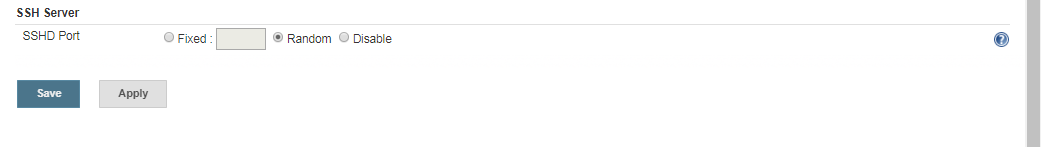 SSH Server
SSHD Port Fixed : Random Disable
Save Apply